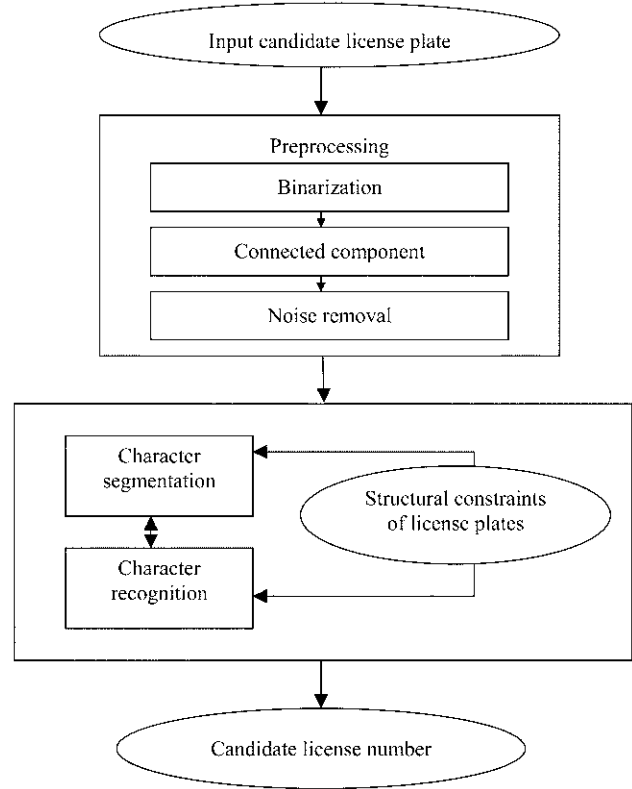 Input candidate license plate
Preprocessing
Binarization
Connected component
Noise removal
Character
segmentation
Structural constraints
of license plates
Character
recognition
Candidate license number